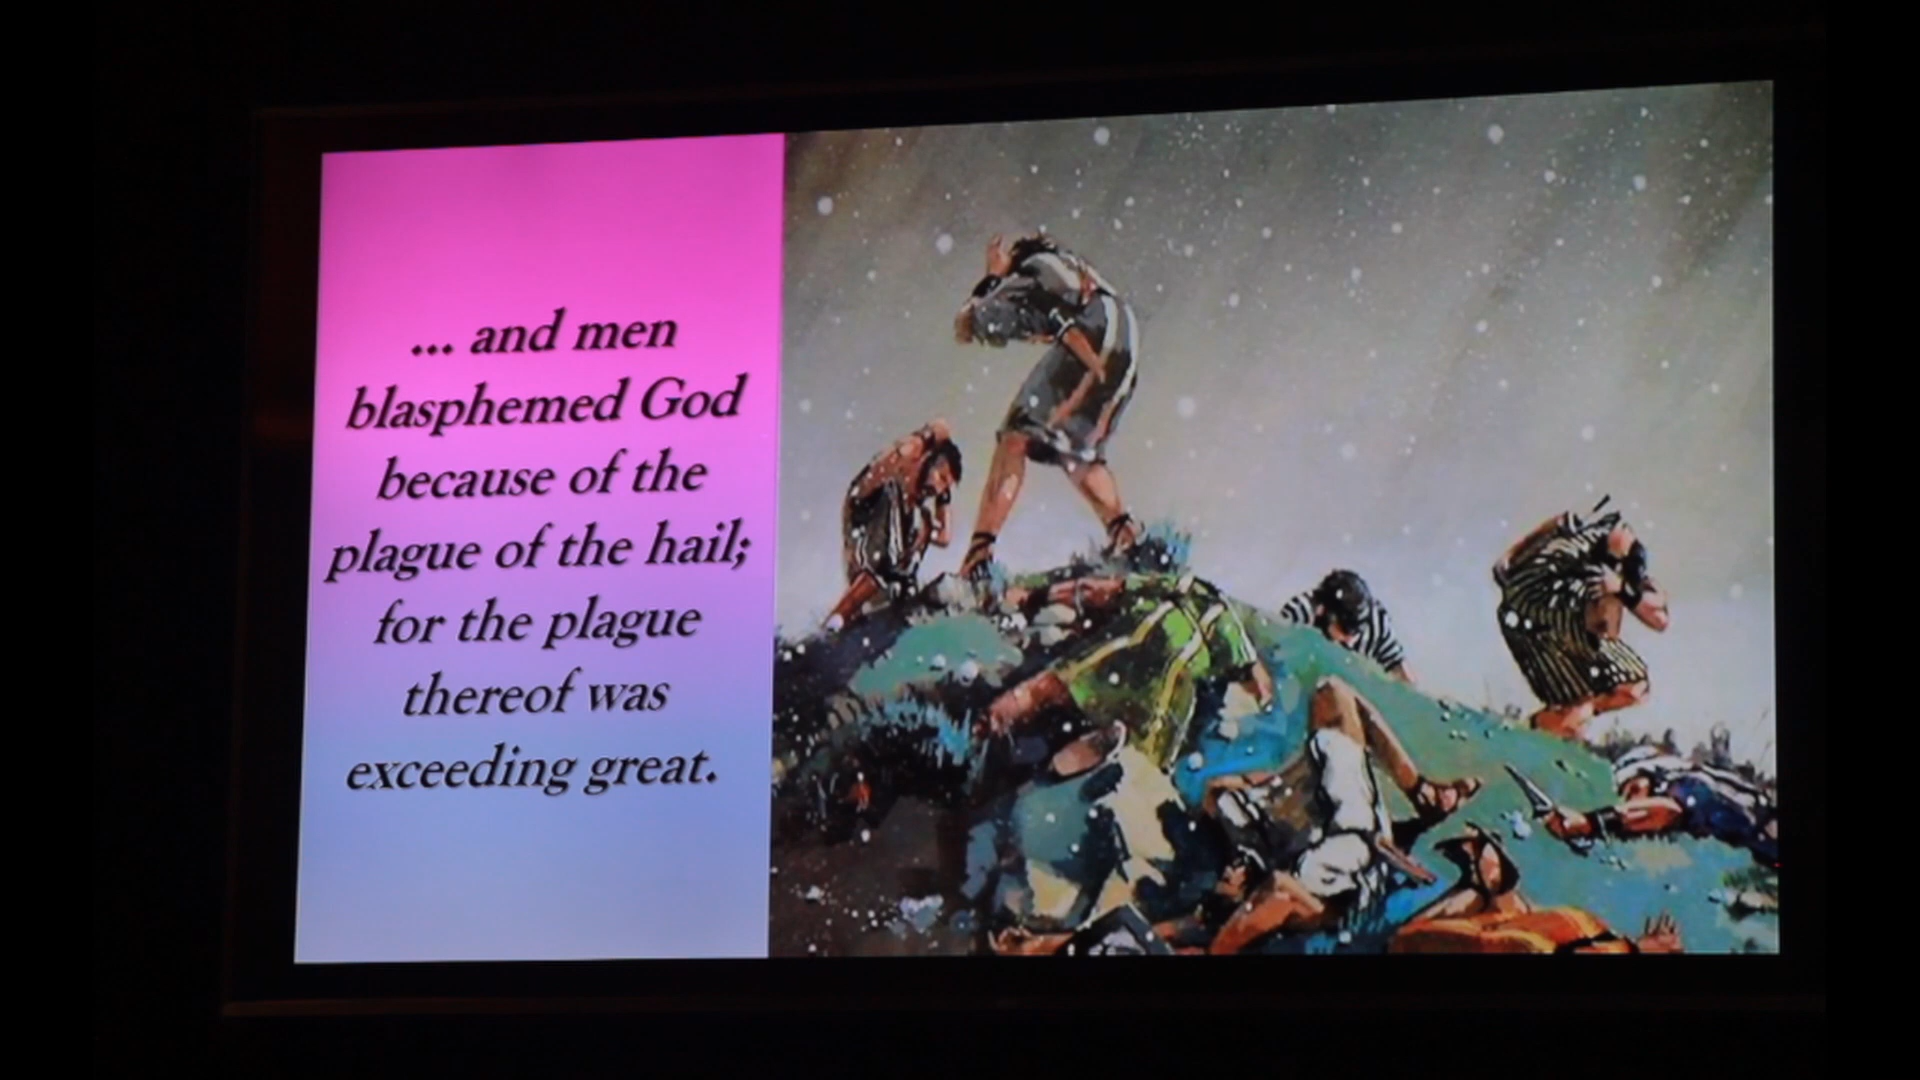 ... and men
blasphemed God
because of the
plague of the hail;
for the plague
thereof was
exceeding great.